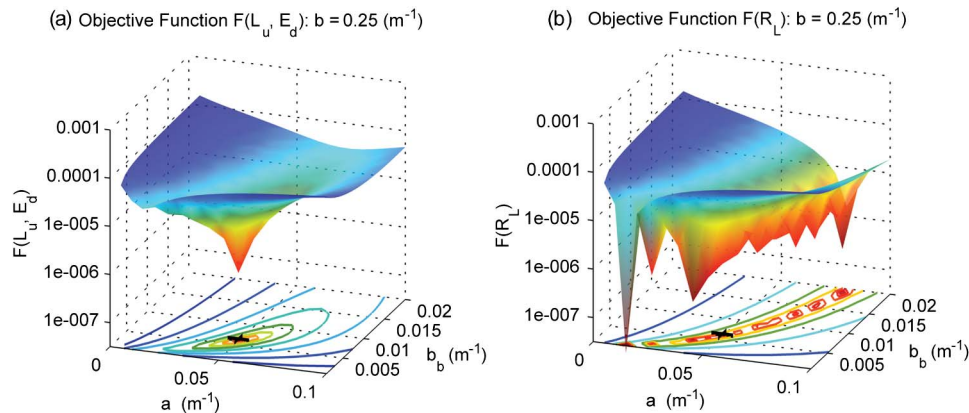 (a) Objective Function F(L_u, E_d): b = 0.25 (m⁻¹)
0.001
0.0001
1e-005
1e-006
1e-007
F(L_u, E_d)
0
0.05
0.1
a (m⁻¹)
0.02
0.015
0.01
0.005
b_b (m⁻¹)
(b) Objective Function F(R_L): b = 0.25 (m⁻¹)
0.001
0.0001
1e-005
1e-006
1e-007
F(R_L)
0
0.05
0.1
a (m⁻¹)
0.02
0.015
0.01
0.005
b_b (m⁻¹)